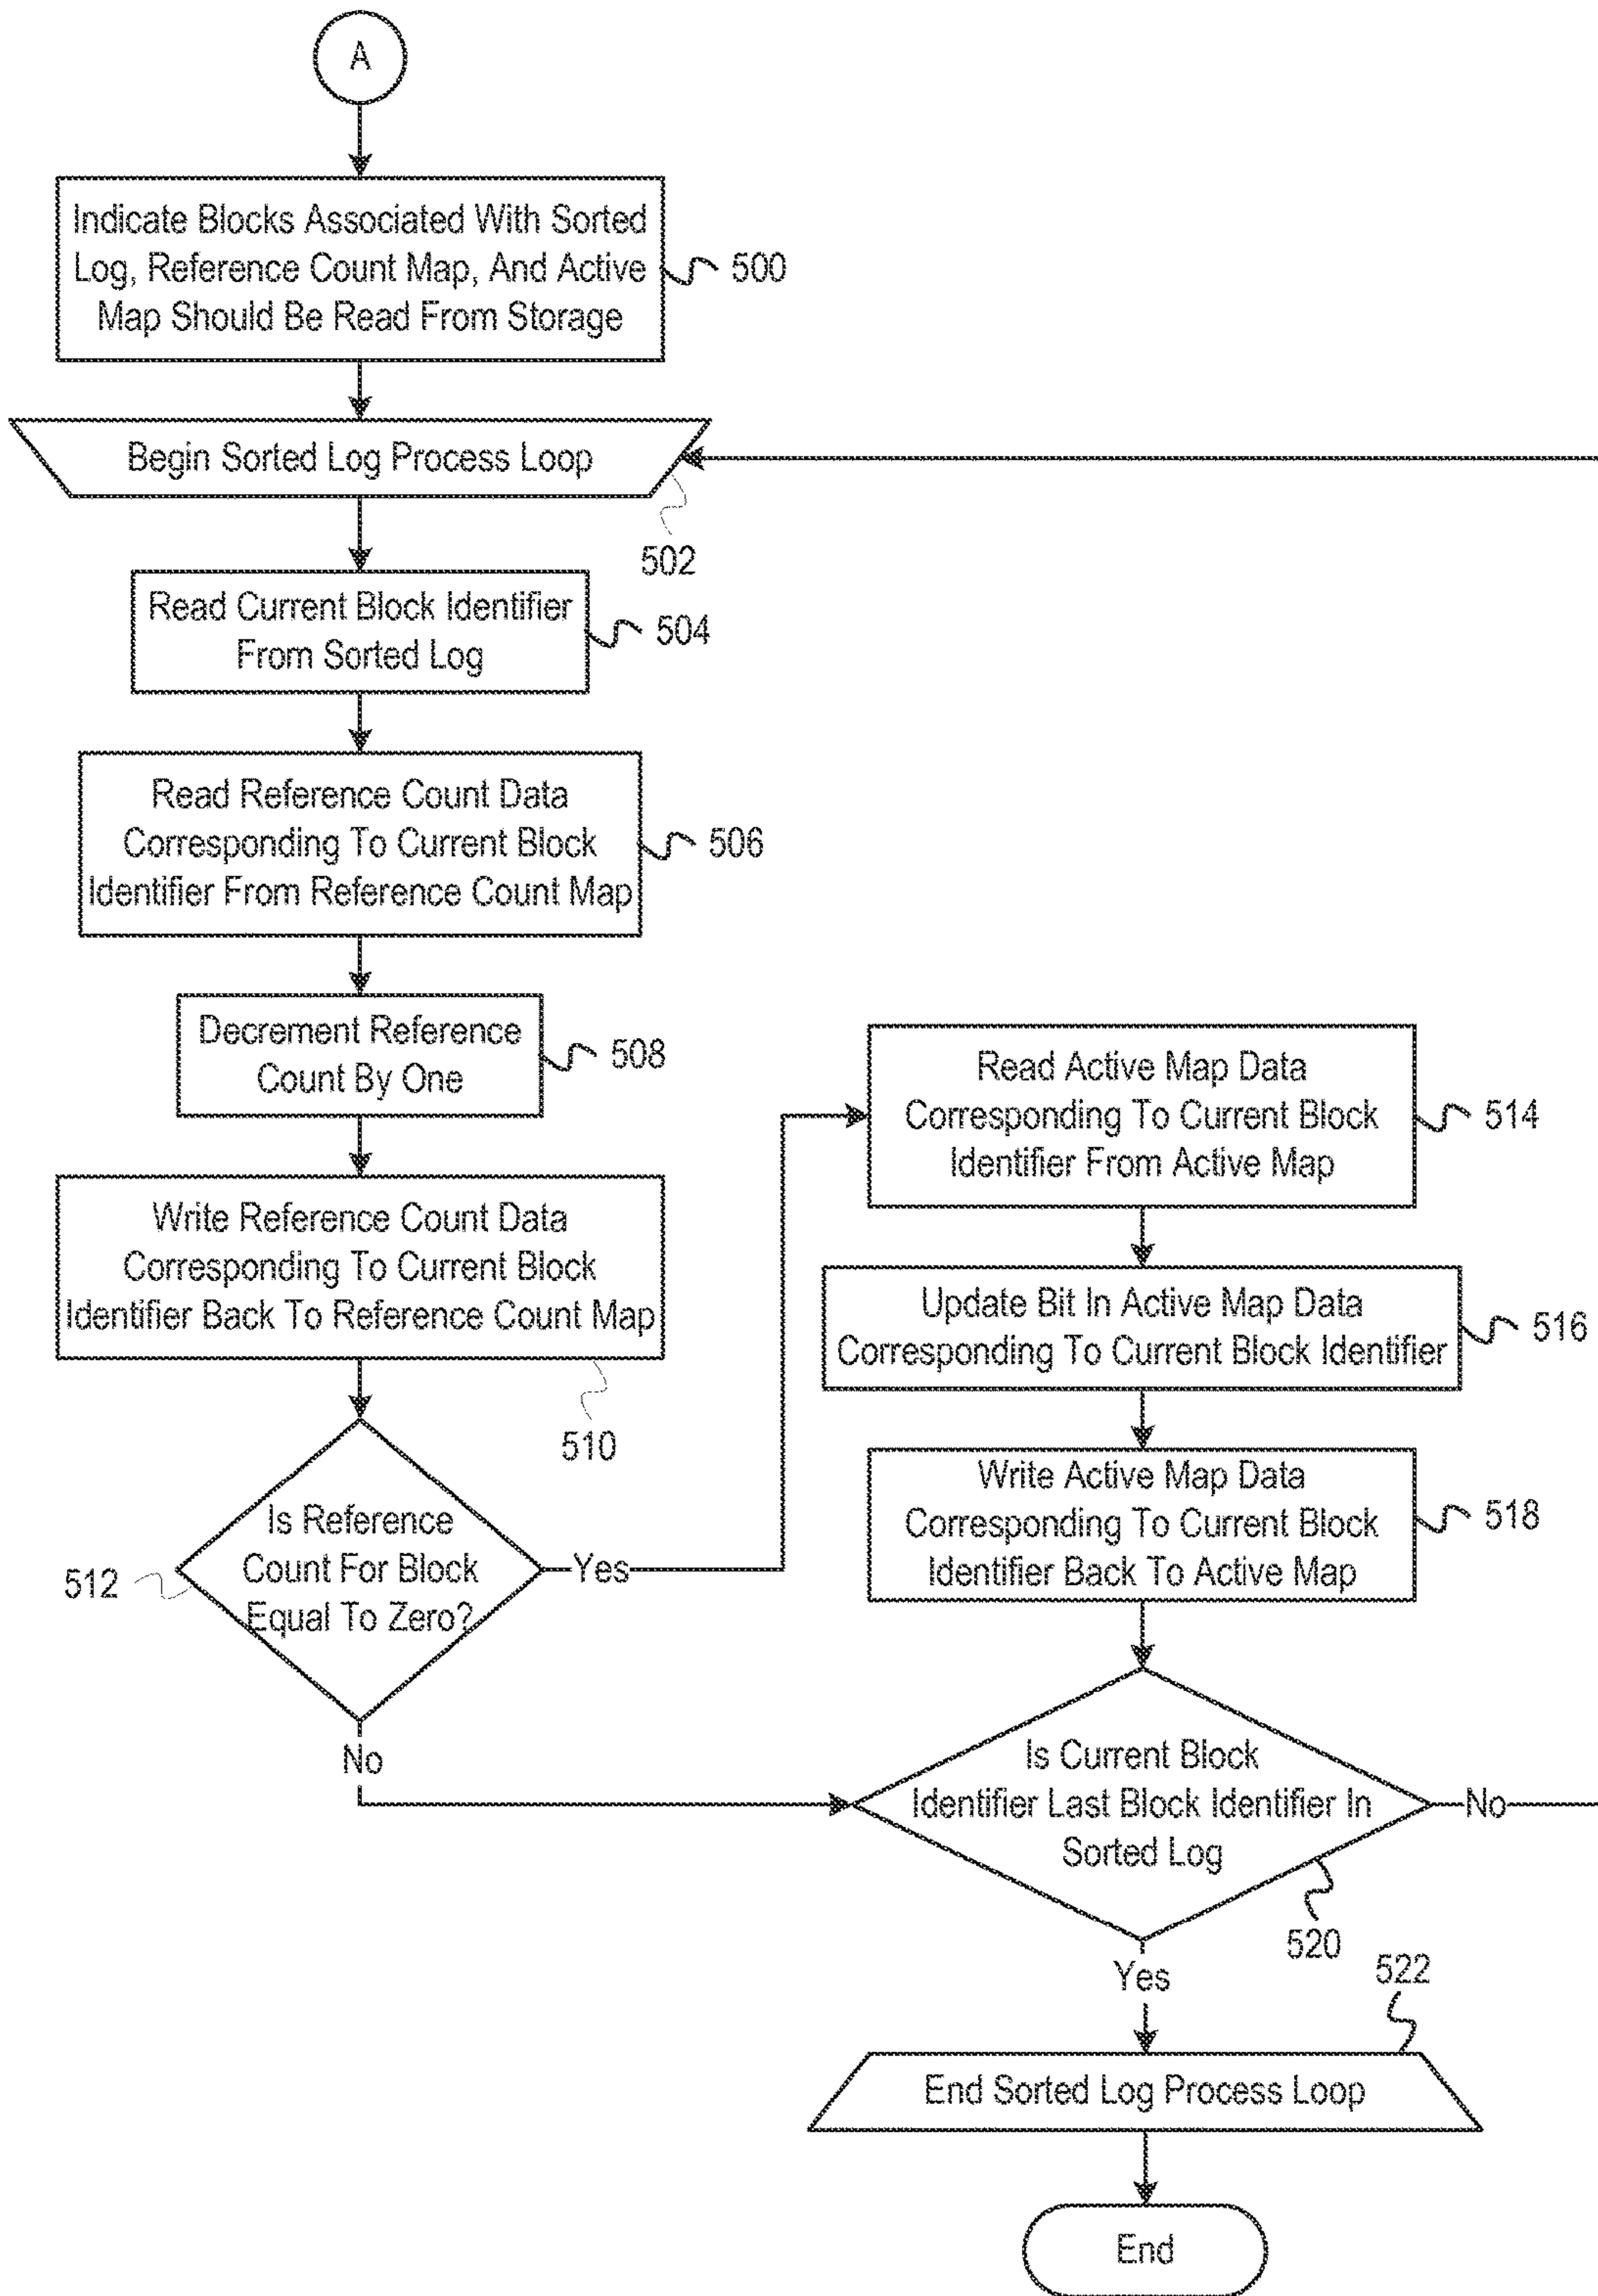 A
Indicate Blocks Associated With Sorted
Log, Reference Count Map, And Active
Map Should Be Read From Storage
500
Begin Sorted Log Process Loop
502
Read Current Block Identifier
From Sorted Log
504
Read Reference Count Data
Corresponding To Current Block
Identifier From Reference Count Map
506
Decrement Reference
Count By One
508
Write Reference Count Data
Corresponding To Current Block
Identifier Back To Reference Count Map
510
Is Reference
Count For Block
Equal To Zero?
512
Yes
No
Read Active Map Data
Corresponding To Current Block
Identifier From Active Map
514
Update Bit In Active Map Data
Corresponding To Current Block Identifier
516
Write Active Map Data
Corresponding To Current Block
Identifier Back To Active Map
518
Is Current Block
Identifier Last Block Identifier In
Sorted Log
No
520
Yes
522
End Sorted Log Process Loop
End